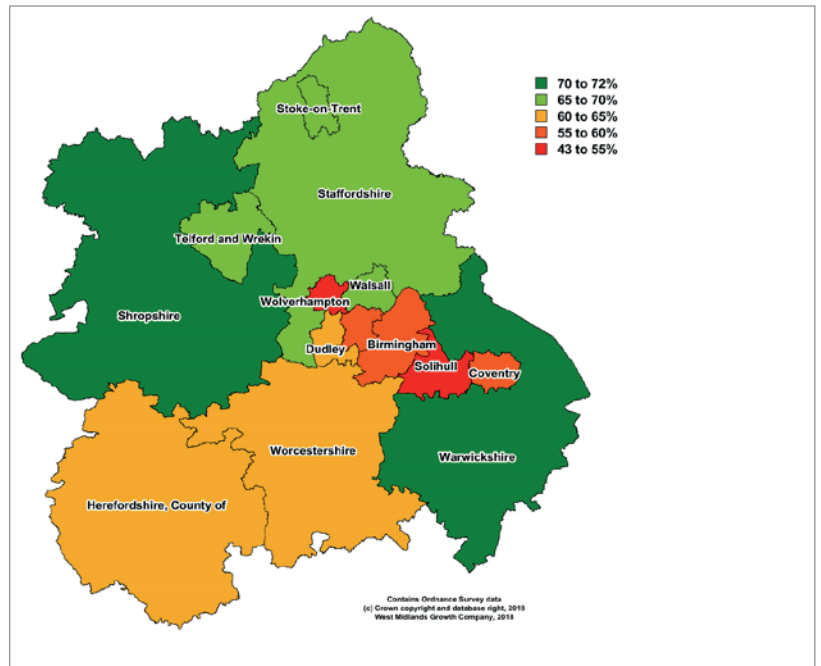 70 to 72%
65 to 70%
60 to 65%
55 to 60%
43 to 55%
Stoke-on-Trent
Staffordshire
Telford and Wrekin
Walsall
Wolverhampton
Shropshire
Dudley
Birmingham
Solihull
Coventry
Worcestershire
Warwickshire
Herefordshire, County of
Contains Ordnance Survey data
(c) Crown copyright and database right, 2018
West Midlands Growth Company, 2018